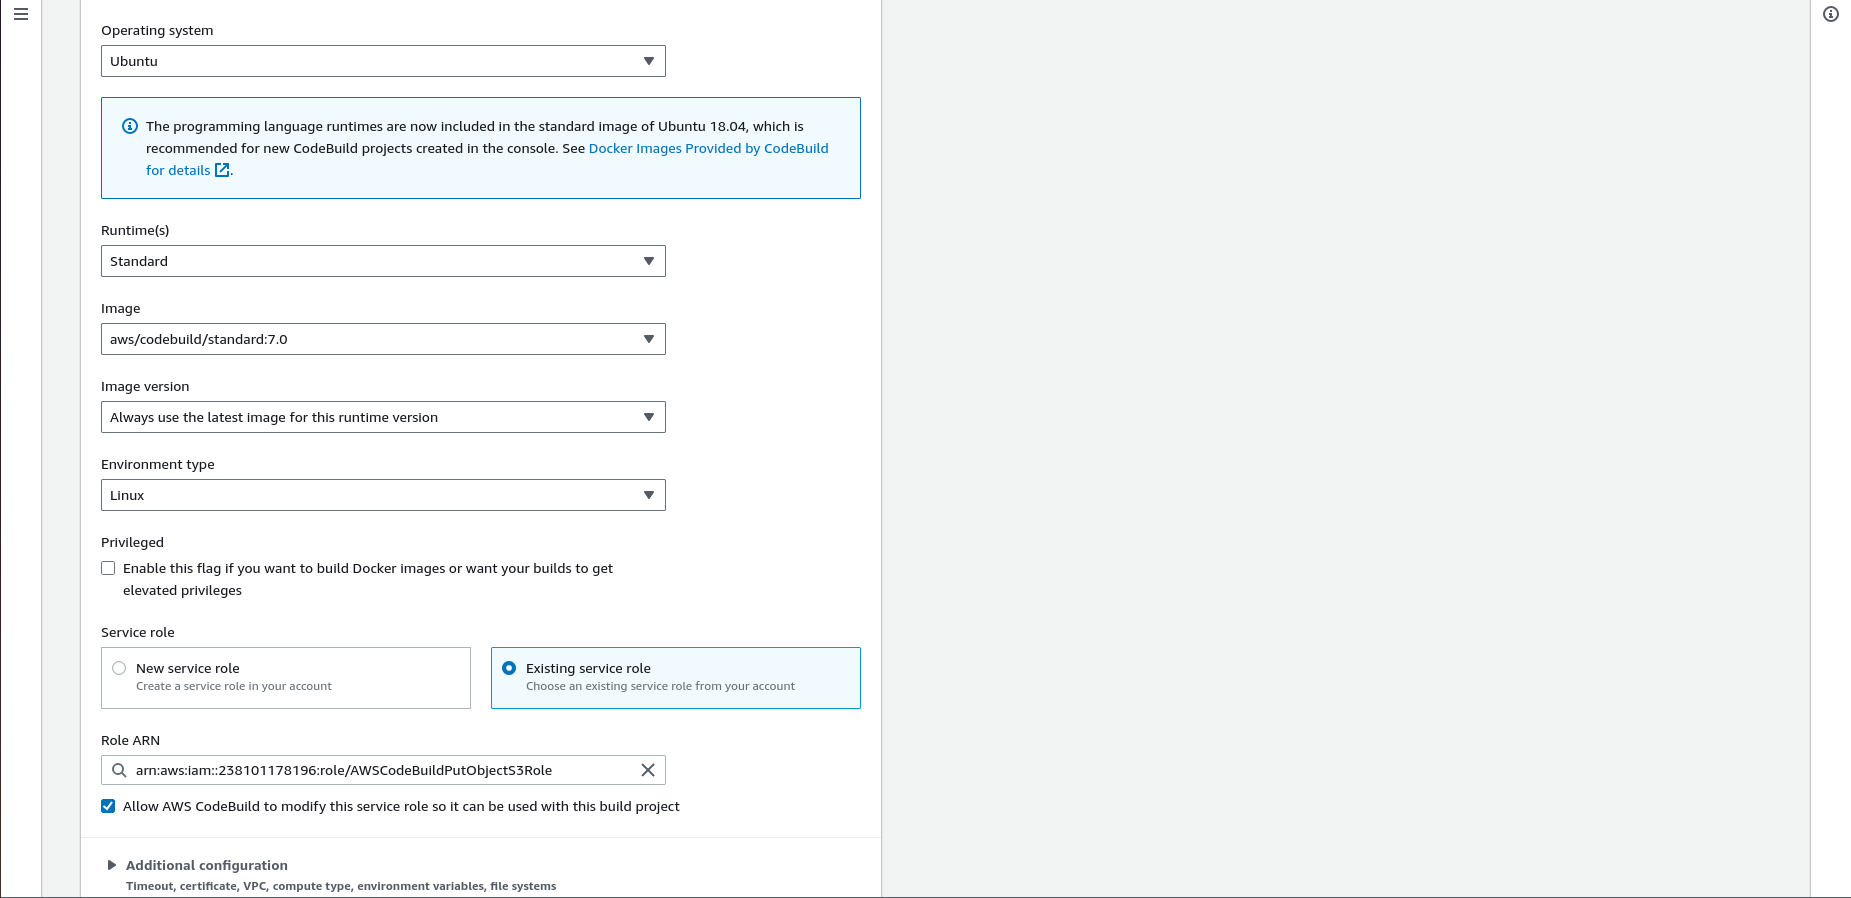 Operating system
Ubuntu
The programming language runtimes are now included in the standard image of Ubuntu 18.04, which is
recommended for new CodeBuild projects created in the console. See Docker Images Provided by CodeBuild
for details.
Runtime(s)
Standard
Image
aws/codebuild/standard:7.0
Image version
Always use the latest image for this runtime version
Environment type
Linux
Privileged
Enable this flag if you want to build Docker images or want your builds to get
elevated privileges
Service role
New service role
Create a service role in your account
Existing service role
Choose an existing service role from your account
Role ARN
arn:aws:iam::238101178196:role/AWSCodeBuildPutObjectS3Role
Allow AWS CodeBuild to modify this service role so it can be used with this build project
Additional configuration
Timeout, certificate, VPC, compute type, environment variables, file systems